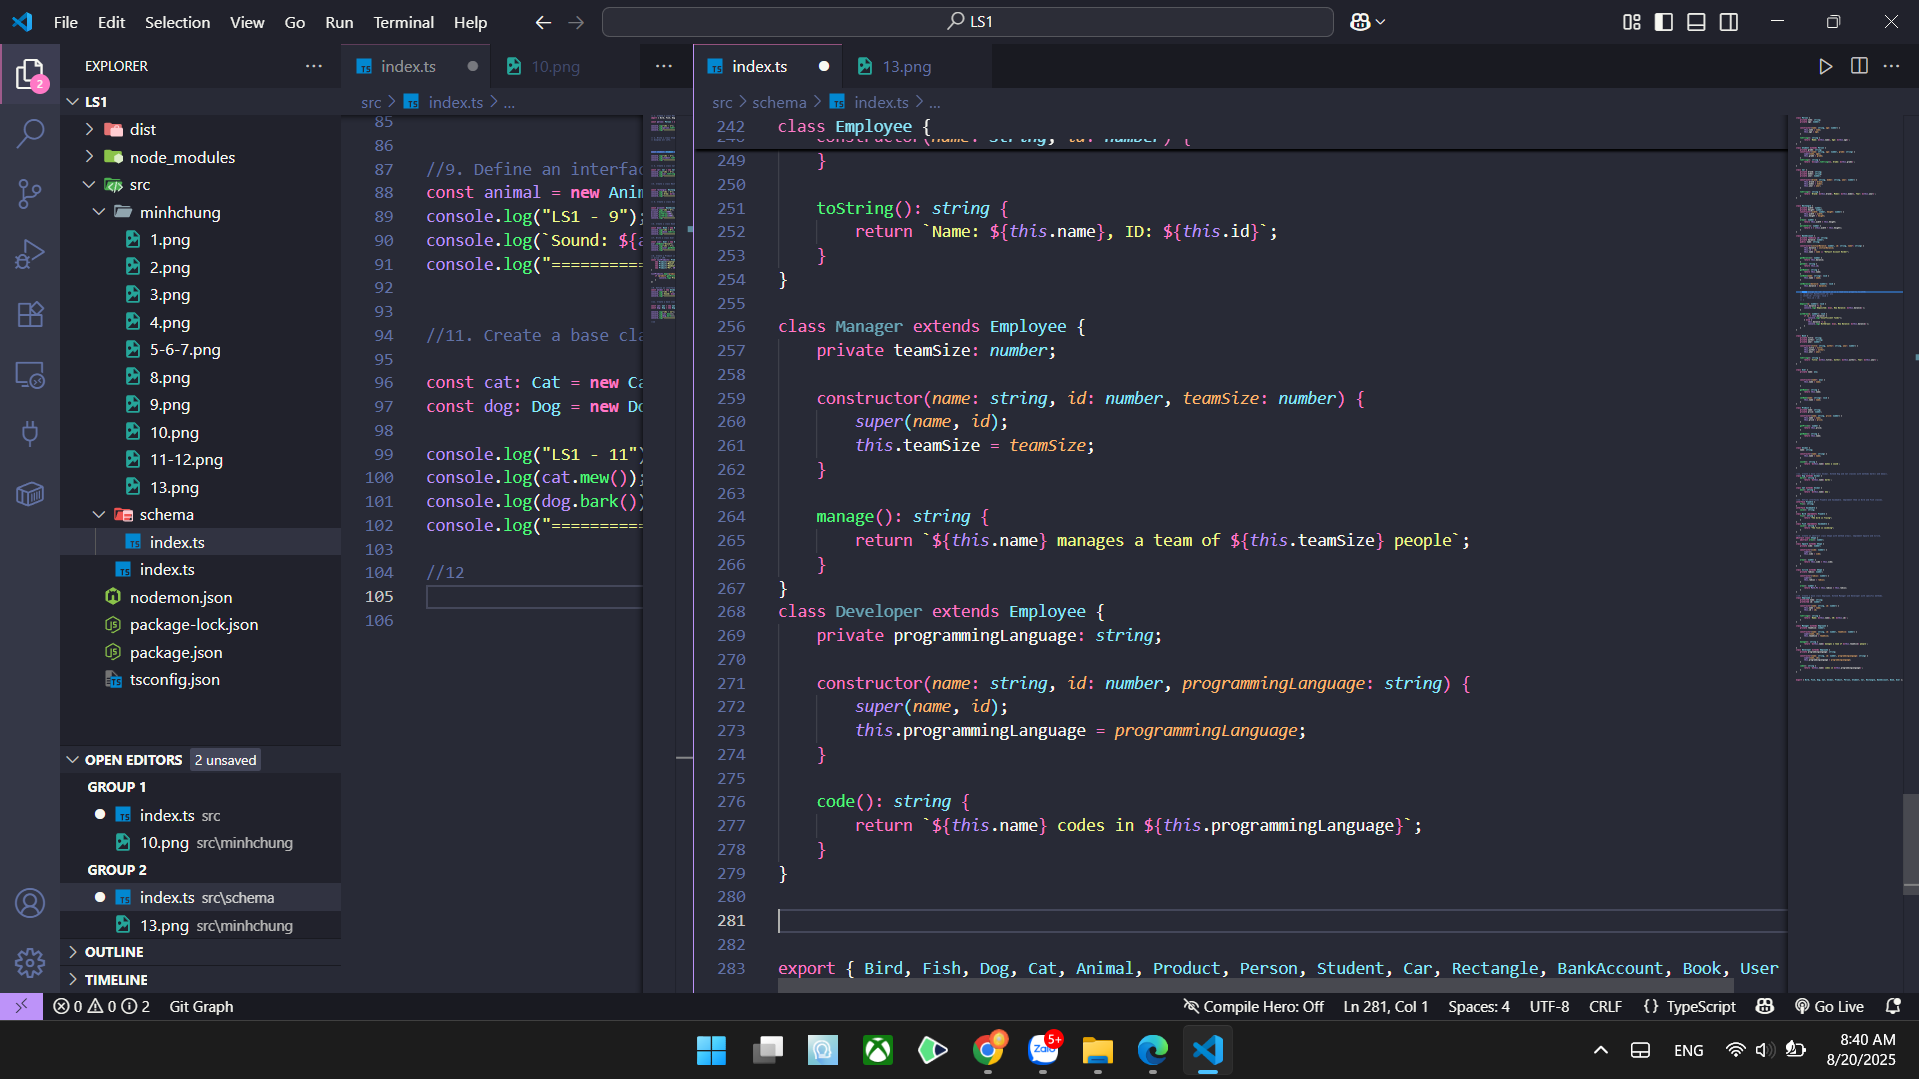 File Edit Selection View Go Run Terminal Help
LS1
EXPLORER
2
LS1
dist
node_modules
src
minhchung
1.png
2.png
3.png
4.png
5-6-7.png
8.png
9.png
10.png
11-12.png
13.png
schema
index.ts
index.ts
nodemon.json
package-lock.json
package.json
tsconfig.json
OPEN EDITORS 2 unsaved
GROUP 1
index.ts src
10.png src\minhchung
GROUP 2
index.ts src\schema
13.png src\minhchung
OUTLINE
TIMELINE
index.ts
10.png
src > index.ts > ...
85
86
87 //9. Define an interfac
88 const animal = new Anim
89 console.log("LS1 - 9");
90 console.log(`Sound: ${a
91 console.log("==========
92
93
94 //11. Create a base cla
95
96 const cat: Cat = new Ca
97 const dog: Dog = new Do
98
99 console.log("LS1 - 11")
100 console.log(cat.mew());
101 console.log(dog.bark())
102 console.log("==========
103
104 //12
105
106
index.ts
13.png
src > schema > index.ts > ...
242 class Employee {
constructor(name: string, id: number) {
249 }
250
251 toString(): string {
252 return `Name: ${this.name}, ID: ${this.id}`;
253 }
254 }
255
256 class Manager extends Employee {
257 private teamSize: number;
258
259 constructor(name: string, id: number, teamSize: number) {
260 super(name, id);
261 this.teamSize = teamSize;
262 }
263
264 manage(): string {
265 return `${this.name} manages a team of ${this.teamSize} people`;
266 }
267 }
268 class Developer extends Employee {
269 private programmingLanguage: string;
270
271 constructor(name: string, id: number, programmingLanguage: string) {
272 super(name, id);
273 this.programmingLanguage = programmingLanguage;
274 }
275
276 code(): string {
277 return `${this.name} codes in ${this.programmingLanguage}`;
278 }
279 }
280
281
282
283 export { Bird, Fish, Dog, Cat, Animal, Product, Person, Student, Car, Rectangle, BankAccount, Book, User
0 0 2 Git Graph
Compile Hero: Off Ln 281, Col 1 Spaces: 4 UTF-8 CRLF {} TypeScript Go Live
Zalo 5+
ENG
8:40 AM
8/20/2025